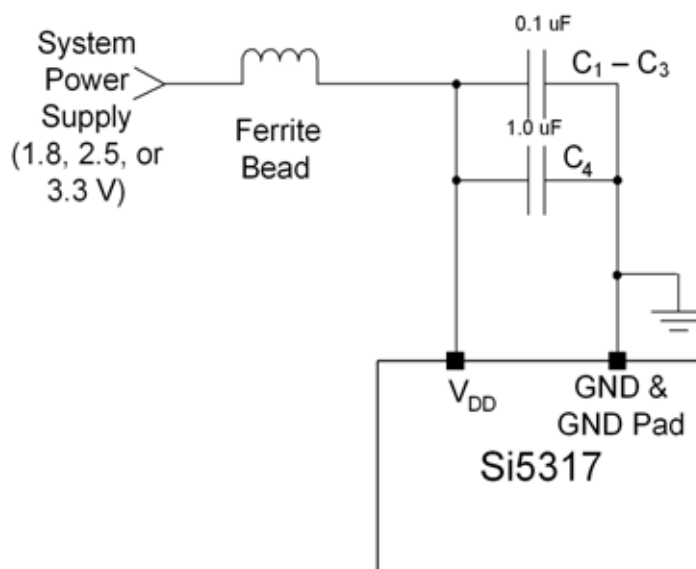 System
Power
Supply
(1.8, 2.5, or
3.3 V)
Ferrite
Bead
0.1 uF
C₁ – C₃
1.0 uF
C₄
V_DD
GND &
GND Pad
Si5317